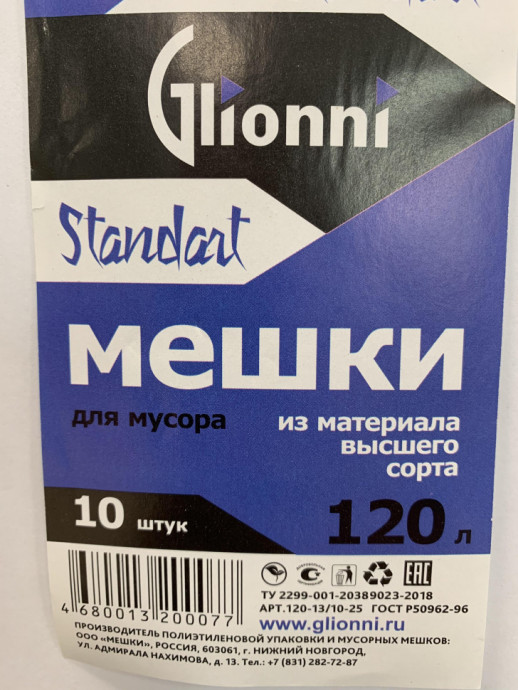 Glionni
Standart
мешки
для мусора
из материала
высшего
сорта
10 штук
120 л
EAC
4 680013 200077
ТУ 2299-001-20389023-2018
АРТ.120-13/10-25 ГОСТ Р50962-96
www.glionni.ru
ПРОИЗВОДИТЕЛЬ ПОЛИЭТИЛЕНОВОЙ УПАКОВКИ И МУСОРНЫХ МЕШКОВ:
ООО «МЕШКИ», РОССИЯ, 603061, г. НИЖНИЙ НОВГОРОД,
УЛ. АДМИРАЛА НАХИМОВА, д. 13. Тел.: +7 (831) 282-72-87